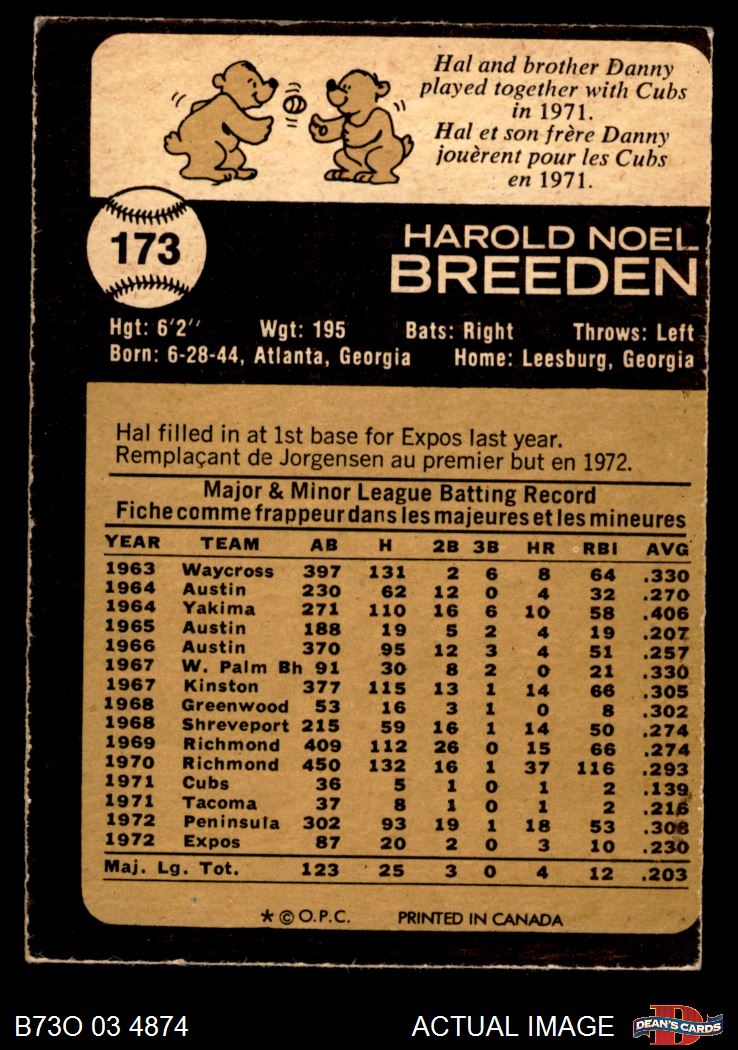 Hal and brother Danny
played together with Cubs
in 1971.
Hal et son frère Danny
jouèrent pour les Cubs
en 1971.
173
HAROLD NOEL
BREEDEN
Hgt: 6'2'' Wgt: 195 Bats: Right Throws: Left
Born: 6-28-44, Atlanta, Georgia Home: Leesburg, Georgia
Hal filled in at 1st base for Expos last year.
Remplaçant de Jorgensen au premier but en 1972.
Major & Minor League Batting Record
Fiche comme frappeur dans les majeures et les mineures
YEAR TEAM AB H 2B 3B HR RBI AVG
1963 Waycross 397 131 2 6 8 64 .330
1964 Austin 230 62 12 0 4 32 .270
1964 Yakima 271 110 16 6 10 58 .406
1965 Austin 188 19 5 2 4 19 .207
1966 Austin 370 95 12 3 4 51 .257
1967 W. Palm Bh 91 30 8 2 0 21 .330
1967 Kinston 377 115 13 1 14 66 .305
1968 Greenwood 53 16 3 1 0 8 .302
1968 Shreveport 215 59 16 1 14 50 .274
1969 Richmond 409 112 26 0 15 66 .274
1970 Richmond 450 132 16 1 37 116 .293
1971 Cubs 36 5 1 0 1 2 .139
1971 Tacoma 37 8 1 0 1 2 .216
1972 Peninsula 302 93 19 1 18 53 .308
1972 Expos 87 20 2 0 3 10 .230
Maj. Lg. Tot. 123 25 3 0 4 12 .203
* © O.P.C. PRINTED IN CANADA
B73O 03 4874 ACTUAL IMAGE
D
DEAN'S CARDS